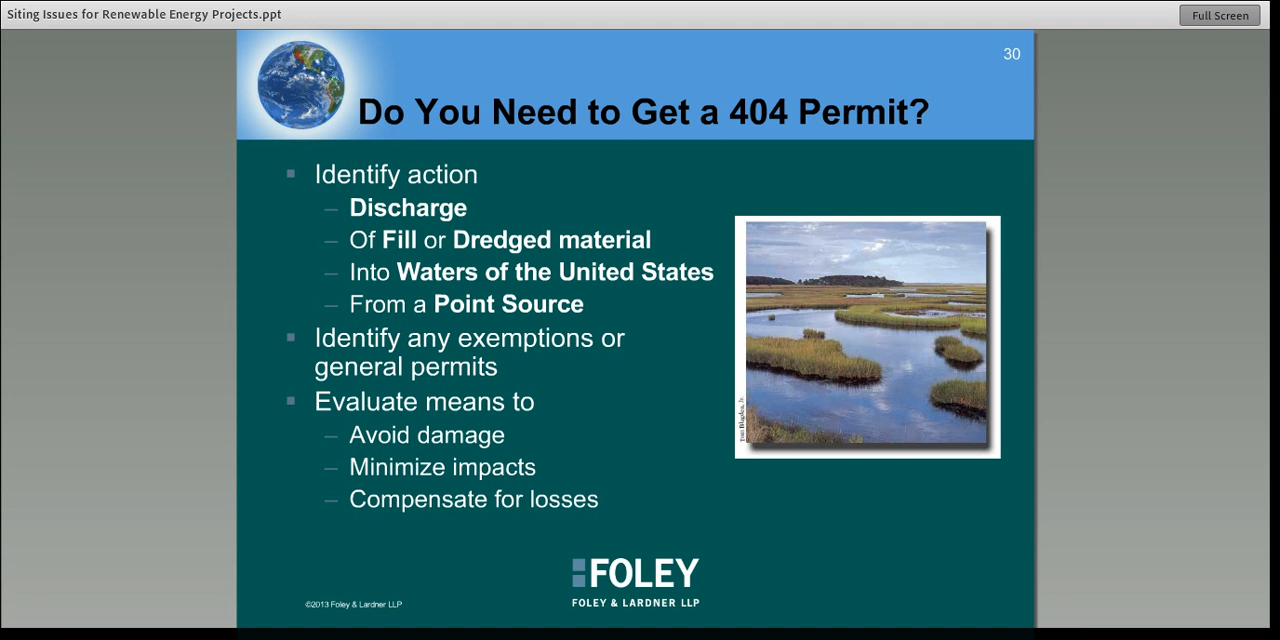 Siting Issues for Renewable Energy Projects.ppt
Full Screen
30
Do You Need to Get a 404 Permit?
▪ Identify action
– Discharge
– Of Fill or Dredged material
– Into Waters of the United States
– From a Point Source
▪ Identify any exemptions or
general permits
▪ Evaluate means to
– Avoid damage
– Minimize impacts
– Compensate for losses
Tom Blagden, Jr.
FOLEY
FOLEY & LARDNER LLP
©2013 Foley & Lardner LLP